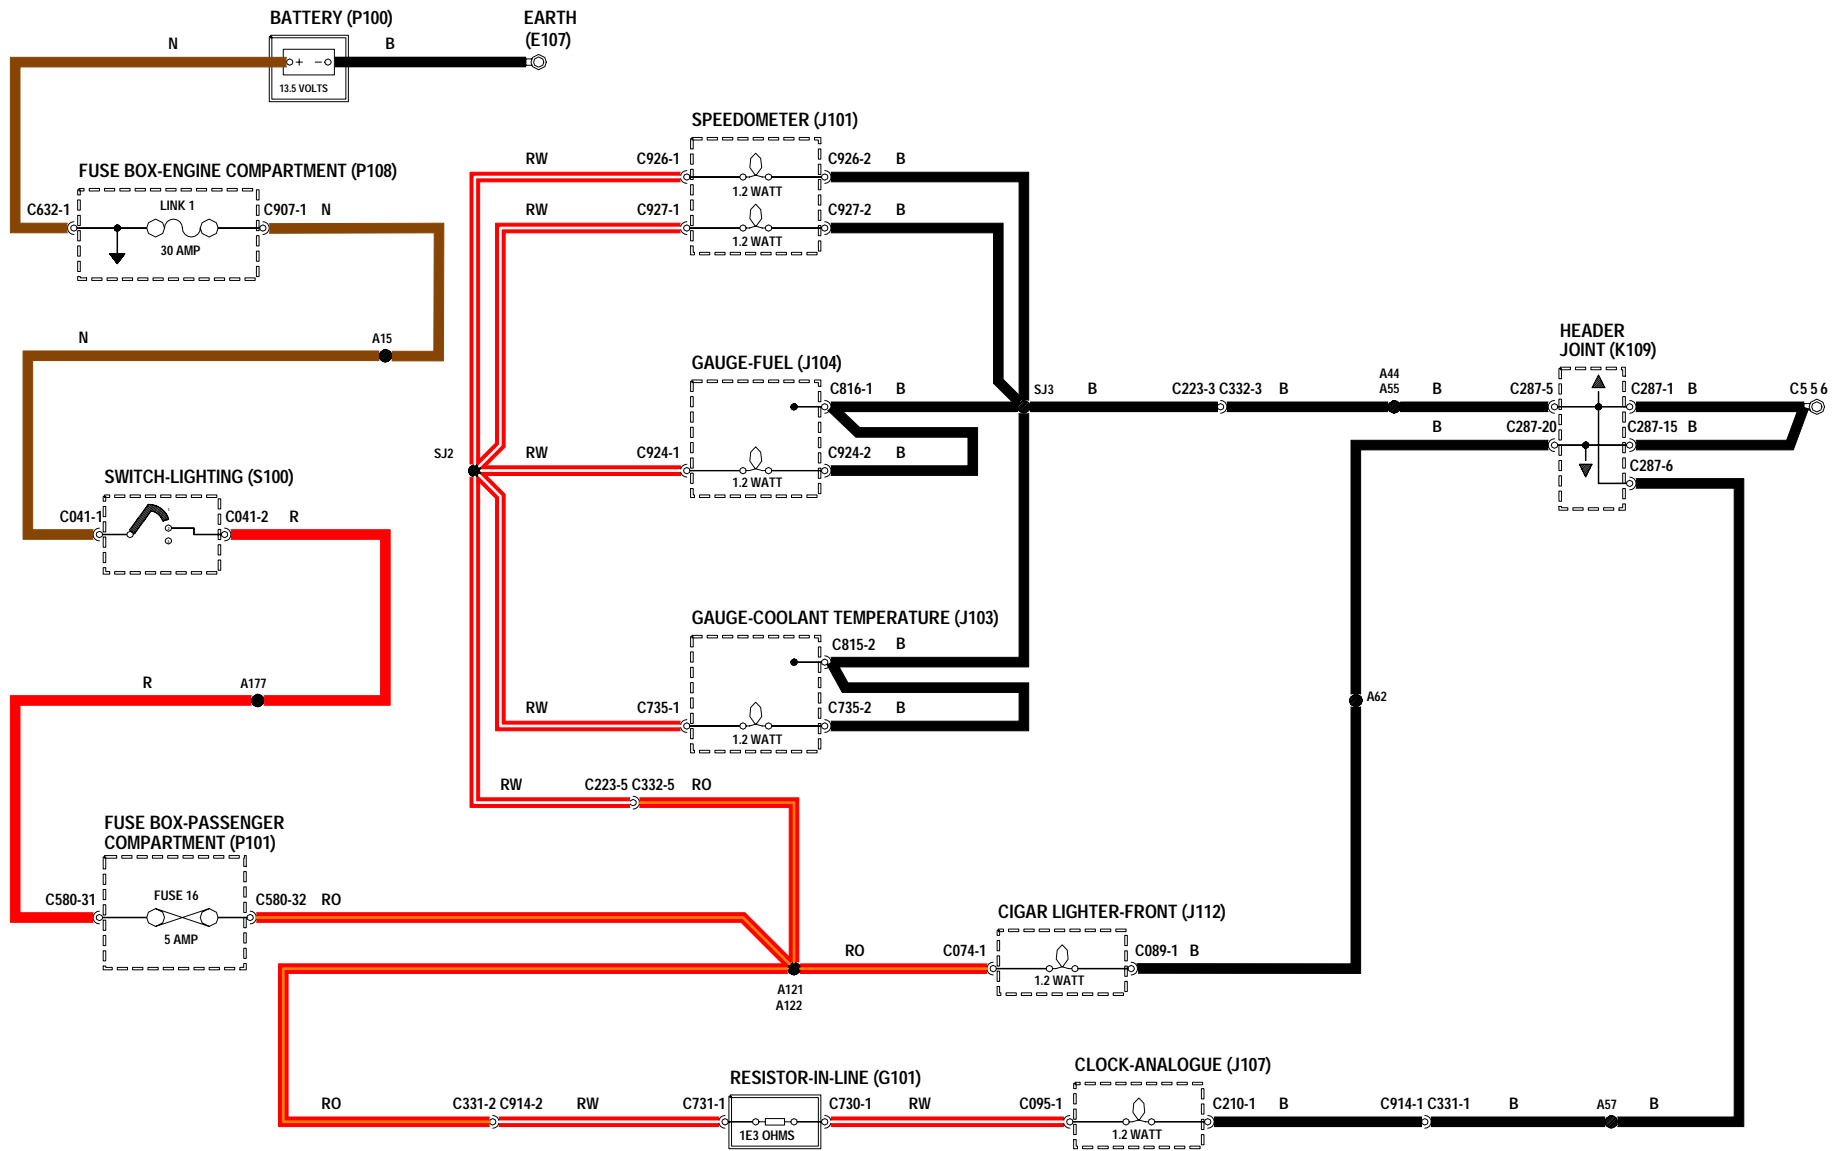 BATTERY (P100)
EARTH
(E107)
N
B
+ −
13.5 VOLTS
SPEEDOMETER (J101)
RW
C926-1
C926-2
B
1.2 WATT
RW
C927-1
C927-2
B
1.2 WATT
FUSE BOX-ENGINE COMPARTMENT (P108)
C632-1
LINK 1
30 AMP
C907-1
N
N
A15
GAUGE-FUEL (J104)
C816-1
B
SJ3
B
C223-3
C332-3
B
A44
A55
B
C287-5
HEADER
JOINT (K109)
C287-1
B
C556
B
C287-20
C287-15
B
C287-6
SJ2
RW
C924-1
C924-2
B
1.2 WATT
SWITCH-LIGHTING (S100)
C041-1
C041-2
R
GAUGE-COOLANT TEMPERATURE (J103)
C815-2
B
R
A177
RW
C735-1
C735-2
B
1.2 WATT
A62
RW
C223-5
C332-5
RO
FUSE BOX-PASSENGER
COMPARTMENT (P101)
C580-31
FUSE 16
5 AMP
C580-32
RO
CIGAR LIGHTER-FRONT (J112)
RO
C074-1
C089-1
B
1.2 WATT
A121
A122
RESISTOR-IN-LINE (G101)
CLOCK-ANALOGUE (J107)
RO
C331-2
C914-2
RW
C731-1
1E3 OHMS
C730-1
RW
C095-1
1.2 WATT
C210-1
B
C914-1
C331-1
B
A57
B